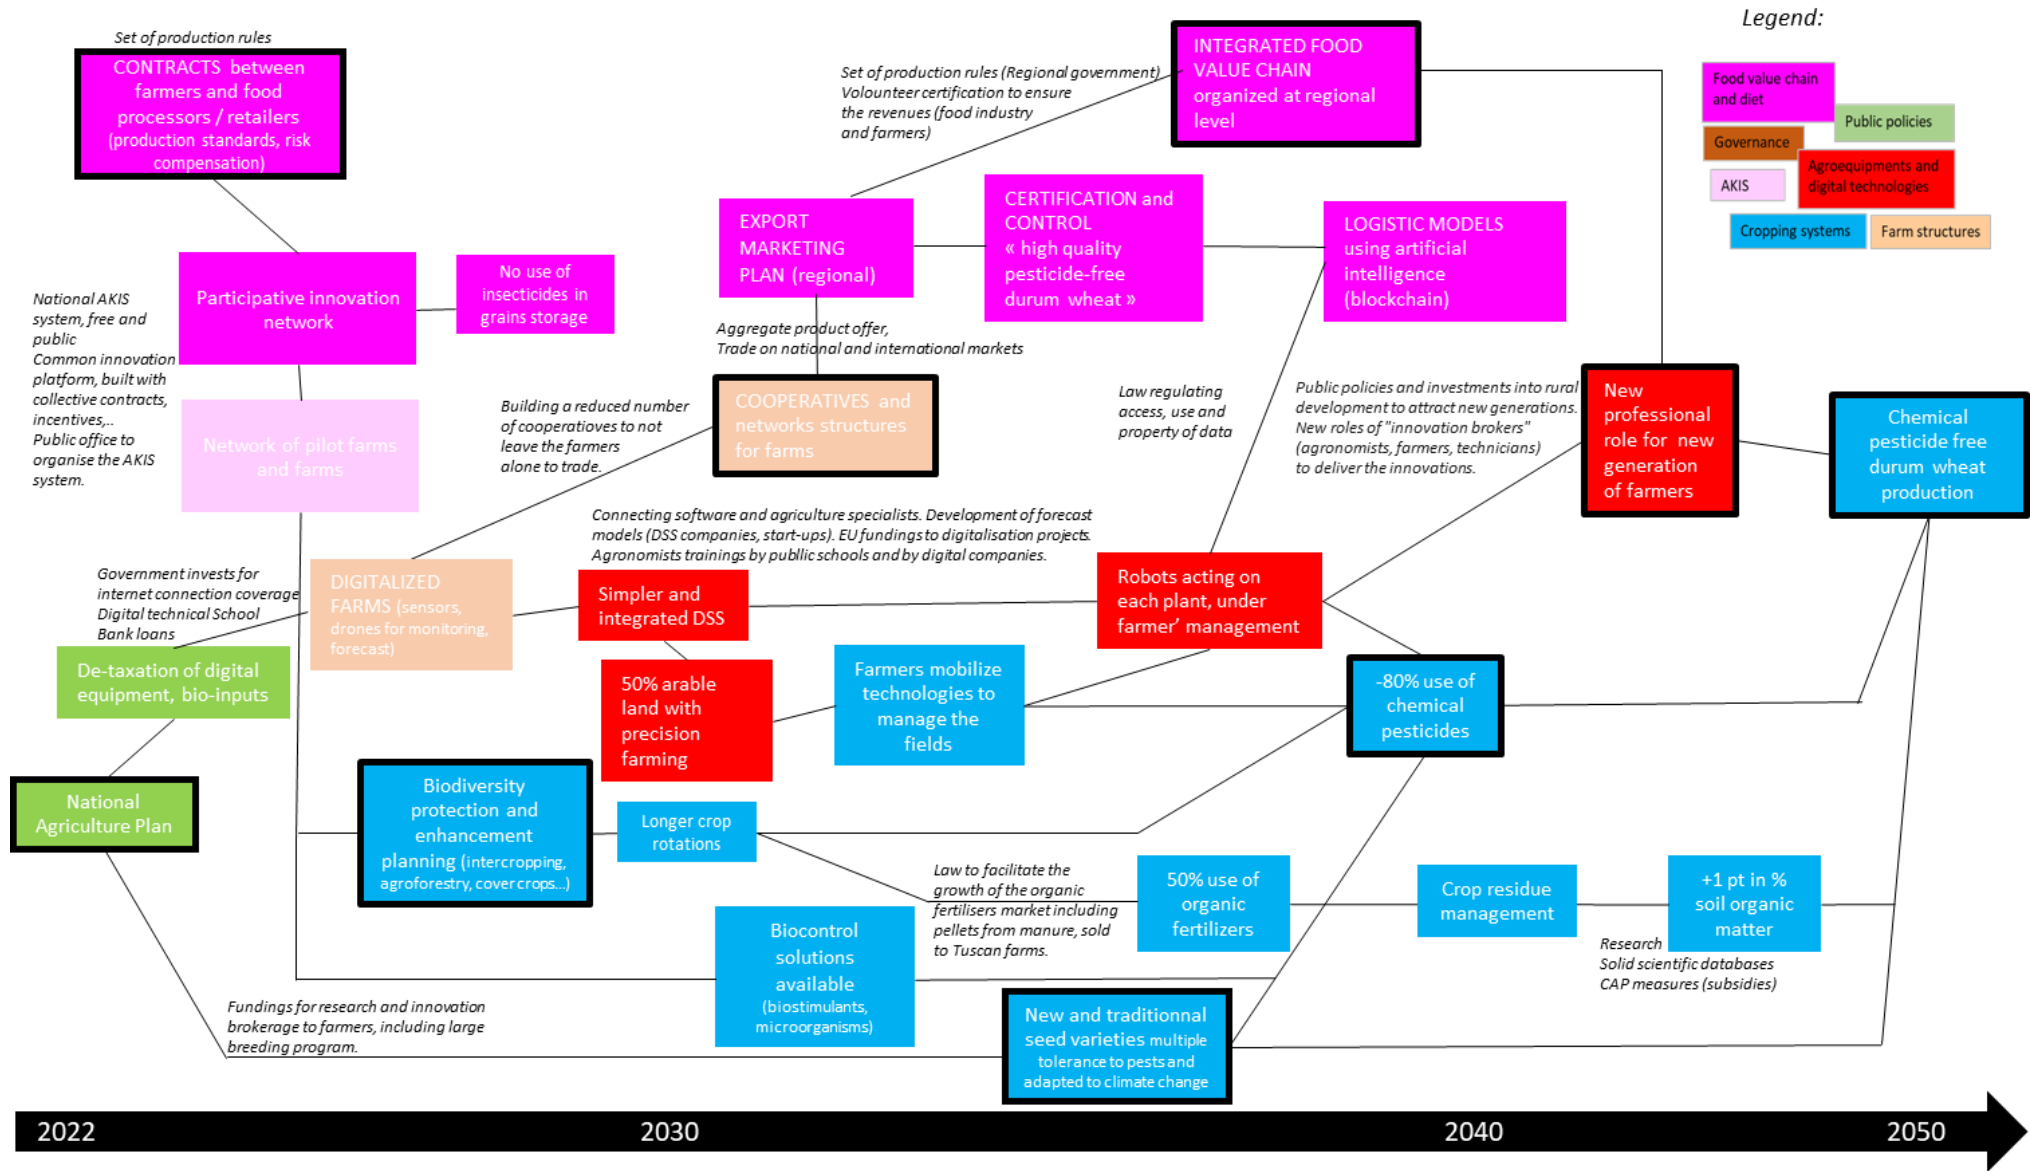 Legend:
Food value chain
and diet
Public policies
Governance
Agroequipments and
digital technologies
AKIS
Cropping systems
Farm structures
Set of production rules
CONTRACTS between
farmers and food
processors / retailers
(production standards, risk
compensation)
Participative innovation
network
No use of
insecticides in
grains storage
National AKIS
system, free and
public
Common innovation
platform, built with
collective contracts,
incentives,..
Public office to
organise the AKIS
system.
Network of pilot farms
and farms
Set of production rules (Regional government)
Volounteer certification to ensure
the revenues (food industry
and farmers)
INTEGRATED FOOD
VALUE CHAIN
organized at regional
level
EXPORT
MARKETING
PLAN (regional)
CERTIFICATION and
CONTROL
« high quality
pesticide-free
durum wheat »
LOGISTIC MODELS
using artificial
intelligence
(blockchain)
Aggregate product offer,
Trade on national and international markets
COOPERATIVES and
networks structures
for farms
Building a reduced number
of cooperatioves to not
leave the farmers
alone to trade.
Law regulating
access, use and
property of data
Public policies and investments into rural
development to attract new generations.
New roles of "innovation brokers"
(agronomists, farmers, technicians)
to deliver the innovations.
New
professional
role for new
generation
of farmers
Chemical
pesticide free
durum wheat
production
Connecting software and agriculture specialists. Development of forecast
models (DSS companies, start-ups). EU fundings to digitalisation projects.
Agronomists trainings by publlic schools and by digital companies.
Government invests for
internet connection coverage
Digital technical School
Bank loans
DIGITALIZED
FARMS (sensors,
drones for monitoring,
forecast)
Simpler and
integrated DSS
Robots acting on
each plant, under
farmer' management
De-taxation of digital
equipment, bio-inputs
50% arable
land with
precision
farming
Farmers mobilize
technologies to
manage the
fields
-80% use of
chemical
pesticides
National
Agriculture Plan
Biodiversity
protection and
enhancement
planning (intercropping,
agroforestry, cover crops...)
Longer crop
rotations
Law to facilitate the
growth of the organic
fertilisers market including
pellets from manure, sold
to Tuscan farms.
50% use of
organic
fertilizers
Crop residue
management
+1 pt in %
soil organic
matter
Research
Solid scientific databases
CAP measures (subsidies)
Biocontrol
solutions
available
(biostimulants,
microorganisms)
Fundings for research and innovation
brokerage to farmers, including large
breeding program.
New and traditionnal
seed varieties multiple
tolerance to pests and
adapted to climate change
2022
2030
2040
2050